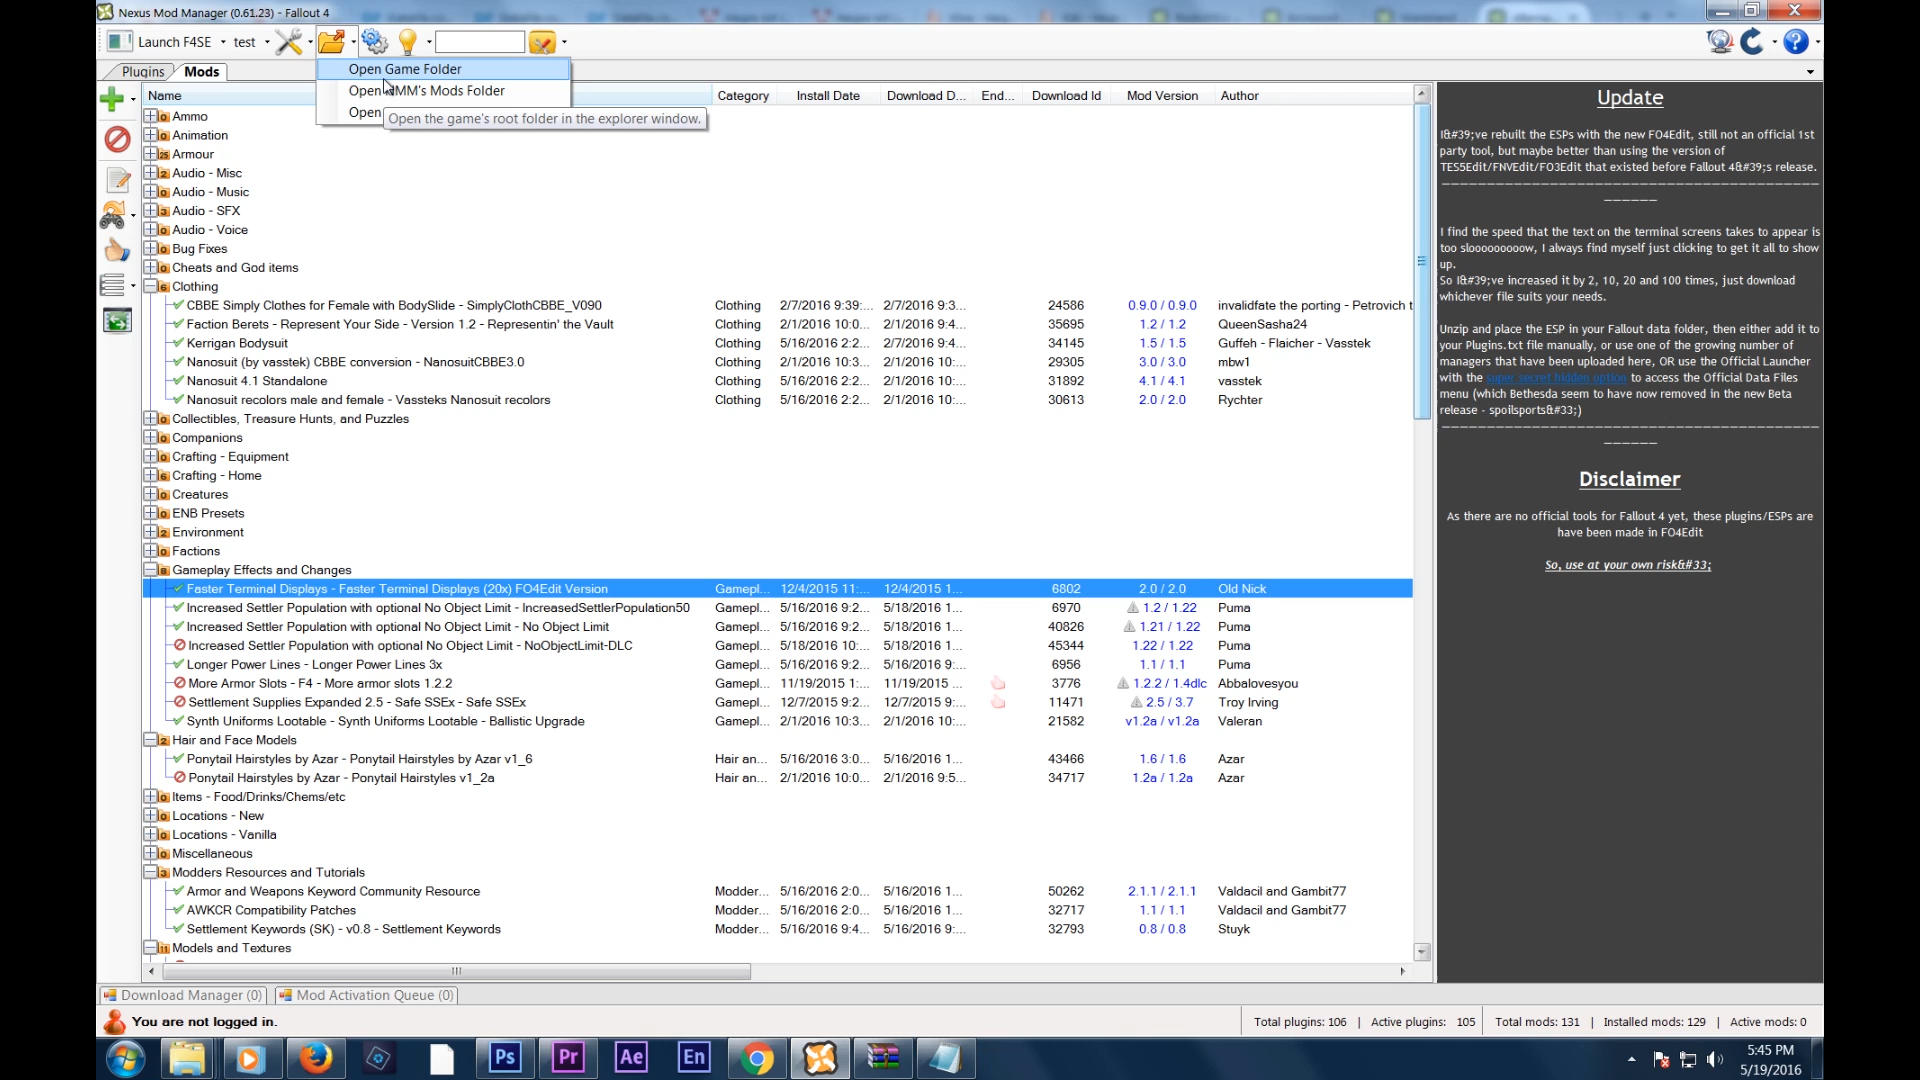 Nexus Mod Manager (0.61.23) - Fallout 4
Launch F4SE
test
Open Game Folder
Open NMM's Mods Folder
Open
Open the game's root folder in the explorer window.
Plugins
Mods
Name Category Install Date Download D... End... Download Id Mod Version Author
0 Ammo
Animation
25 Armour
2 Audio - Misc
Audio - Music
3 Audio - SFX
0 Audio - Voice
0 Bug Fixes
0 Cheats and God items
6 Clothing
CBBE Simply Clothes for Female with BodySlide - SimplyClothCBBE_V090 Clothing 2/7/2016 9:39:... 2/7/2016 9:3... 24586 0.9.0 / 0.9.0 invalidfate the porting - Petrovich t
Faction Berets - Represent Your Side - Version 1.2 - Representin' the Vault Clothing 2/1/2016 10:0... 2/1/2016 9:4... 35695 1.2 / 1.2 QueenSasha24
Kerrigan Bodysuit Clothing 5/16/2016 2:2... 2/7/2016 9:4... 34145 1.5 / 1.5 Guffeh - Flaicher - Vasstek
Nanosuit (by vasstek) CBBE conversion - NanosuitCBBE3.0 Clothing 2/1/2016 10:3... 2/1/2016 10:... 29305 3.0 / 3.0 mbw1
Nanosuit 4.1 Standalone Clothing 5/16/2016 2:2... 2/1/2016 10:... 31892 4.1 / 4.1 vasstek
Nanosuit recolors male and female - Vassteks Nanosuit recolors Clothing 5/16/2016 2:2... 2/1/2016 10:... 30613 2.0 / 2.0 Rychter
0 Collectibles, Treasure Hunts, and Puzzles
0 Companions
0 Crafting - Equipment
6 Crafting - Home
0 Creatures
0 ENB Presets
2 Environment
0 Factions
8 Gameplay Effects and Changes
Faster Terminal Displays - Faster Terminal Displays (20x) FO4Edit Version Gamepl... 12/4/2015 11:... 12/4/2015 1... 6802 2.0 / 2.0 Old Nick
Increased Settler Population with optional No Object Limit - IncreasedSettlerPopulation50 Gamepl... 5/16/2016 9:2... 5/18/2016 1... 6970 1.2 / 1.22 Puma
Increased Settler Population with optional No Object Limit - No Object Limit Gamepl... 5/16/2016 9:2... 5/18/2016 1... 40826 1.21 / 1.22 Puma
Increased Settler Population with optional No Object Limit - NoObjectLimit-DLC Gamepl... 5/18/2016 10:... 5/18/2016 1... 45344 1.22 / 1.22 Puma
Longer Power Lines - Longer Power Lines 3x Gamepl... 5/16/2016 9:2... 5/16/2016 9:... 6956 1.1 / 1.1 Puma
More Armor Slots - F4 - More armor slots 1.2.2 Gamepl... 11/19/2015 1:... 11/19/2015 ... 3776 1.2.2 / 1.4dlc Abbalovesyou
Settlement Supplies Expanded 2.5 - Safe SSEx - Safe SSEx Gamepl... 12/7/2015 9:2... 12/7/2015 9:... 11471 2.5 / 3.7 Troy Irving
Synth Uniforms Lootable - Synth Uniforms Lootable - Ballistic Upgrade Gamepl... 2/1/2016 10:3... 2/1/2016 10:... 21582 v1.2a / v1.2a Valeran
2 Hair and Face Models
Ponytail Hairstyles by Azar - Ponytail Hairstyles by Azar v1_6 Hair an... 5/16/2016 3:0... 5/16/2016 1... 43466 1.6 / 1.6 Azar
Ponytail Hairstyles by Azar - Ponytail Hairstyles v1_2a Hair an... 2/1/2016 10:0... 2/1/2016 9:5... 34717 1.2a / 1.2a Azar
0 Items - Food/Drinks/Chems/etc
0 Locations - New
0 Locations - Vanilla
0 Miscellaneous
3 Modders Resources and Tutorials
Armor and Weapons Keyword Community Resource Modder... 5/16/2016 2:0... 5/16/2016 1... 50262 2.1.1 / 2.1.1 Valdacil and Gambit77
AWKCR Compatibility Patches Modder... 5/16/2016 2:0... 5/16/2016 1... 32717 1.1 / 1.1 Valdacil and Gambit77
Settlement Keywords (SK) - v0.8 - Settlement Keywords Modder... 5/16/2016 9:4... 5/16/2016 9:... 32793 0.8 / 0.8 Stuyk
11 Models and Textures
Update
I&#39;ve rebuilt the ESPs with the new FO4Edit, still not an official 1st
party tool, but maybe better than using the version of
TES5Edit/FNVEdit/FO3Edit that existed before Fallout 4&#39;s release.
I find the speed that the text on the terminal screens takes to appear is
too slooooooooow, I always find myself just clicking to get it all to show
up.
So I&#39;ve increased it by 2, 10, 20 and 100 times, just download
whichever file suits your needs.
Unzip and place the ESP in your Fallout data folder, then either add it to
your Plugins.txt file manually, or use one of the growing number of
managers that have been uploaded here, OR use the Official Launcher
with the super secret hidden option to access the Official Data Files
menu (which Bethesda seem to have now removed in the new Beta
release - spoilsports&#33;)
Disclaimer
As there are no official tools for Fallout 4 yet, these plugins/ESPs are
have been made in FO4Edit
So, use at your own risk&#33;
Download Manager (0) Mod Activation Queue (0)
You are not logged in.
Total plugins: 106 | Active plugins: 105 Total mods: 131 | Installed mods: 129 | Active mods: 0
Ps Pr Ae En
5:45 PM
5/19/2016